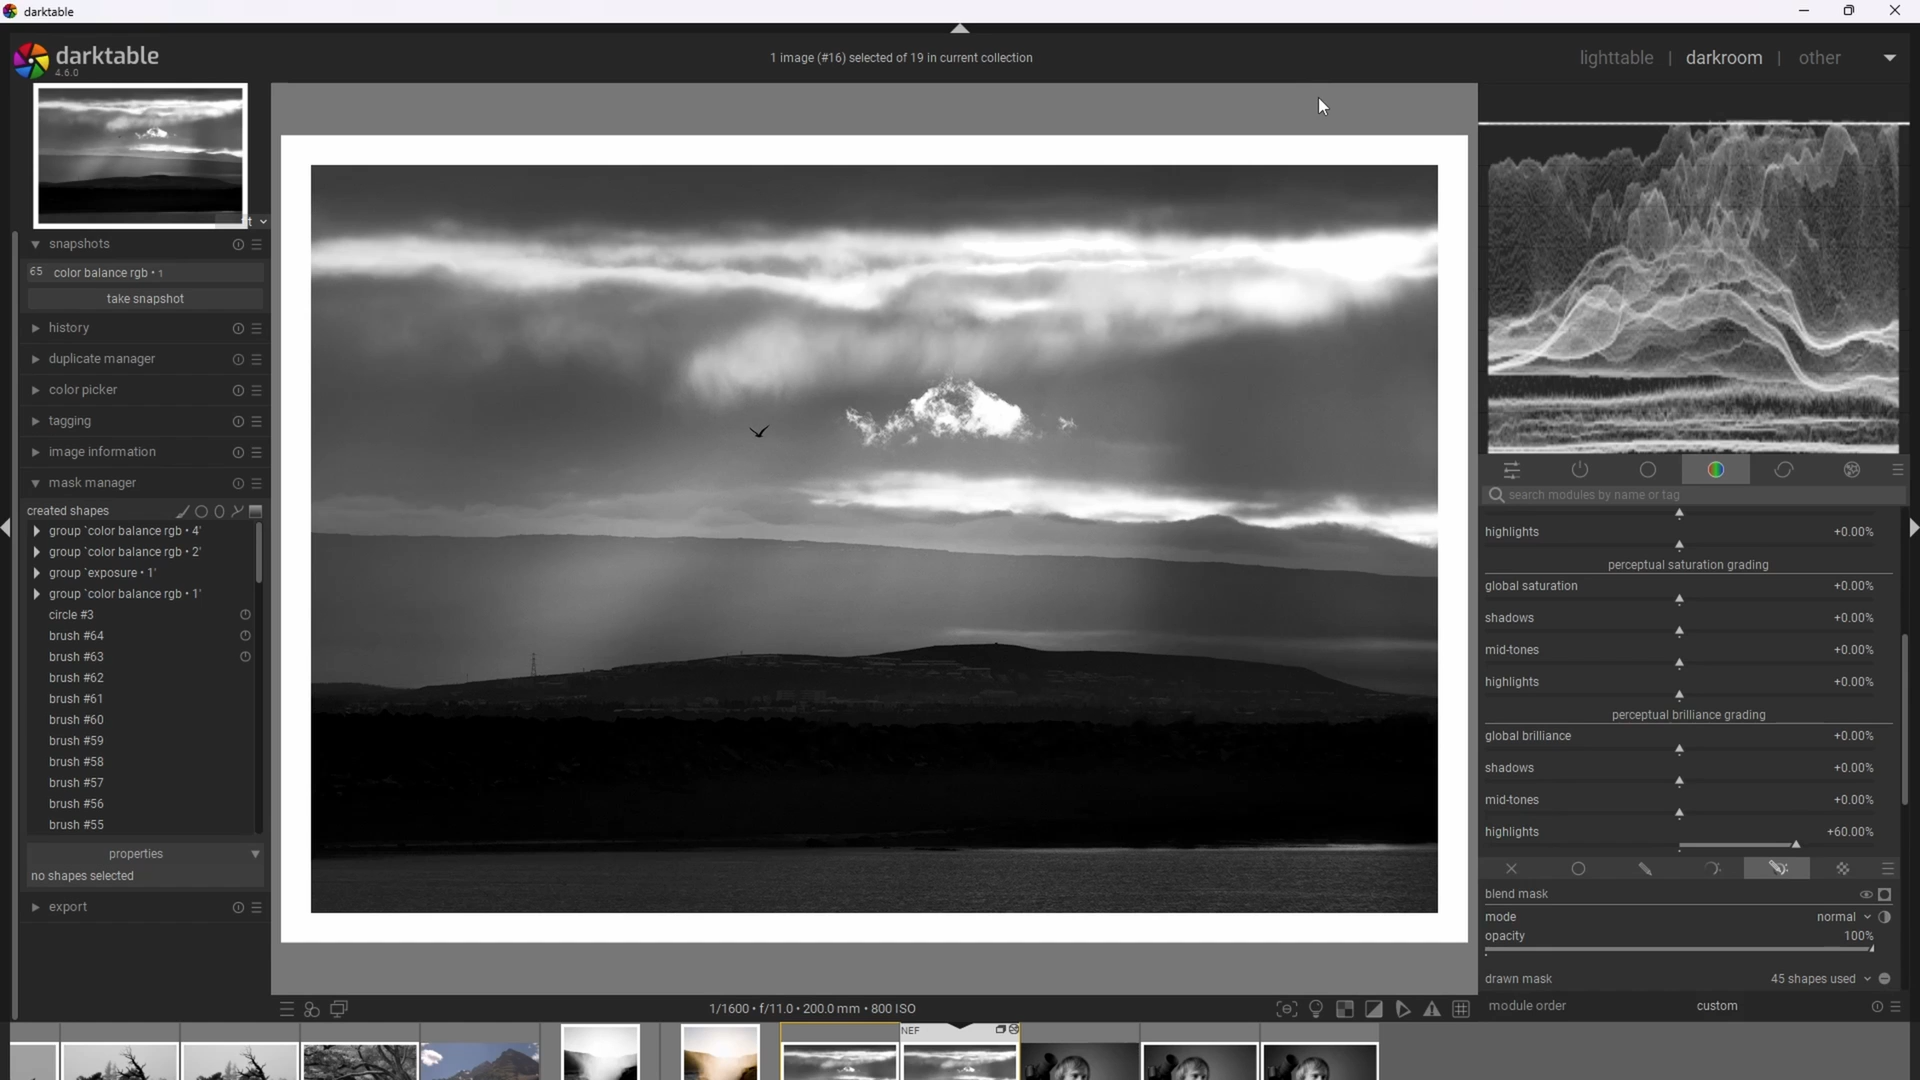 darktable
darktable
4.6.0
1 image (#16) selected of 19 in current collection
lighttable | darkroom | other
snapshots
65 color balance rgb • 1
take snapshot
history
duplicate manager
color picker
tagging
image information
mask manager
created shapes
group `color balance rgb • 4`
group `color balance rgb • 2`
group `exposure • 1`
group `color balance rgb • 1`
circle #3
brush #64
brush #63
brush #62
brush #61
brush #60
brush #59
brush #58
brush #57
brush #56
brush #55
properties
no shapes selected
export
1/1600 • f/11.0 • 200.0 mm • 800 ISO
NEF
search modules by name or tag
highlights +0.00%
perceptual saturation grading
global saturation +0.00%
shadows +0.00%
mid-tones +0.00%
highlights +0.00%
perceptual brilliance grading
global brilliance +0.00%
shadows +0.00%
mid-tones +0.00%
highlights +60.00%
blend mask
mode normal
opacity 100%
drawn mask 45 shapes used
module order custom